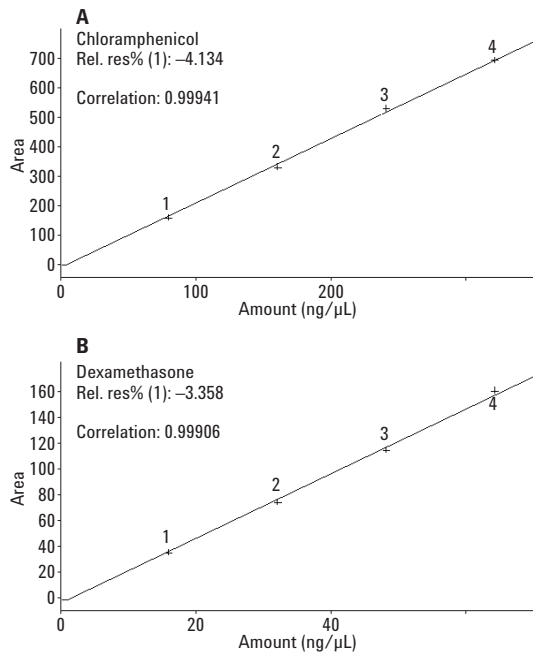 A
Chloramphenicol
Rel. res% (1): –4.134
Correlation: 0.99941
Area
700
600
500
400
300
200
100
0
1
2
3
4
0 100 200
Amount (ng/µL)
B
Dexamethasone
Rel. res% (1): –3.358
Correlation: 0.99906
Area
160
140
120
100
80
60
40
20
0
1
2
3
4
0 20 40
Amount (ng/µL)